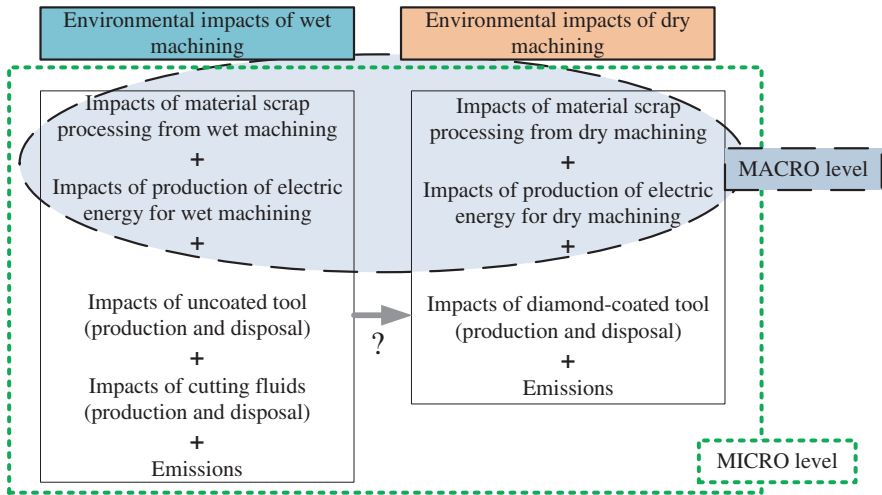 Environmental impacts of wet
machining
Environmental impacts of dry
machining
Impacts of material scrap
processing from wet machining
+
Impacts of production of electric
energy for wet machining
+
Impacts of uncoated tool
(production and disposal)
+
Impacts of cutting fluids
(production and disposal)
+
Emissions
?
Impacts of material scrap
processing from dry machining
+
Impacts of production of electric
energy for dry machining
+
Impacts of diamond-coated tool
(production and disposal)
+
Emissions
MACRO level
MICRO level